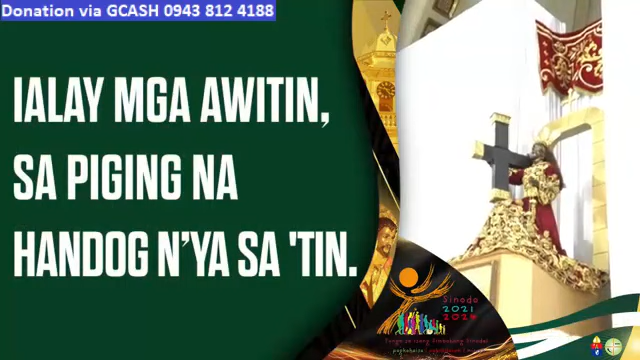 Donation via GCASH 0943 812 4188
IALAY MGA AWITIN,
SA PIGING NA
HANDOG N'YA SA 'TIN.
Sinodo
2021
2024